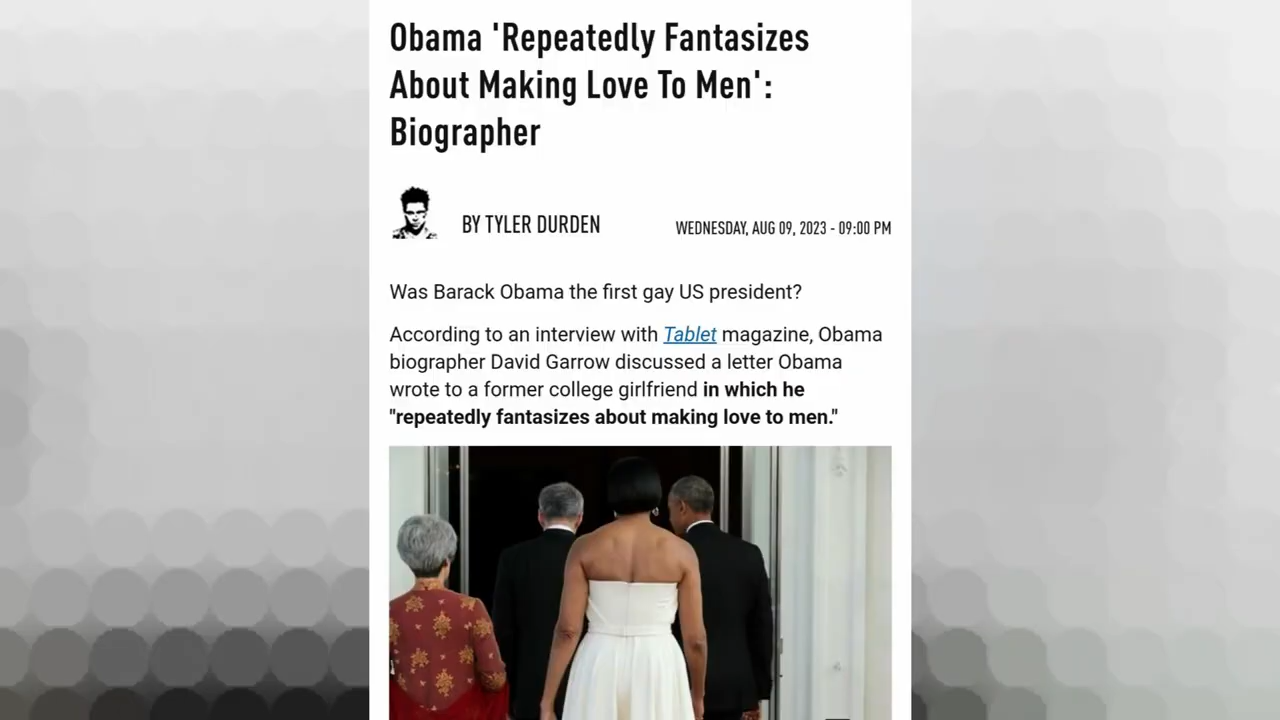 Obama 'Repeatedly Fantasizes
About Making Love To Men':
Biographer
BY TYLER DURDEN
WEDNESDAY, AUG 09, 2023 - 09:00 PM
Was Barack Obama the first gay US president?
According to an interview with Tablet magazine, Obama
biographer David Garrow discussed a letter Obama
wrote to a former college girlfriend in which he
"repeatedly fantasizes about making love to men."